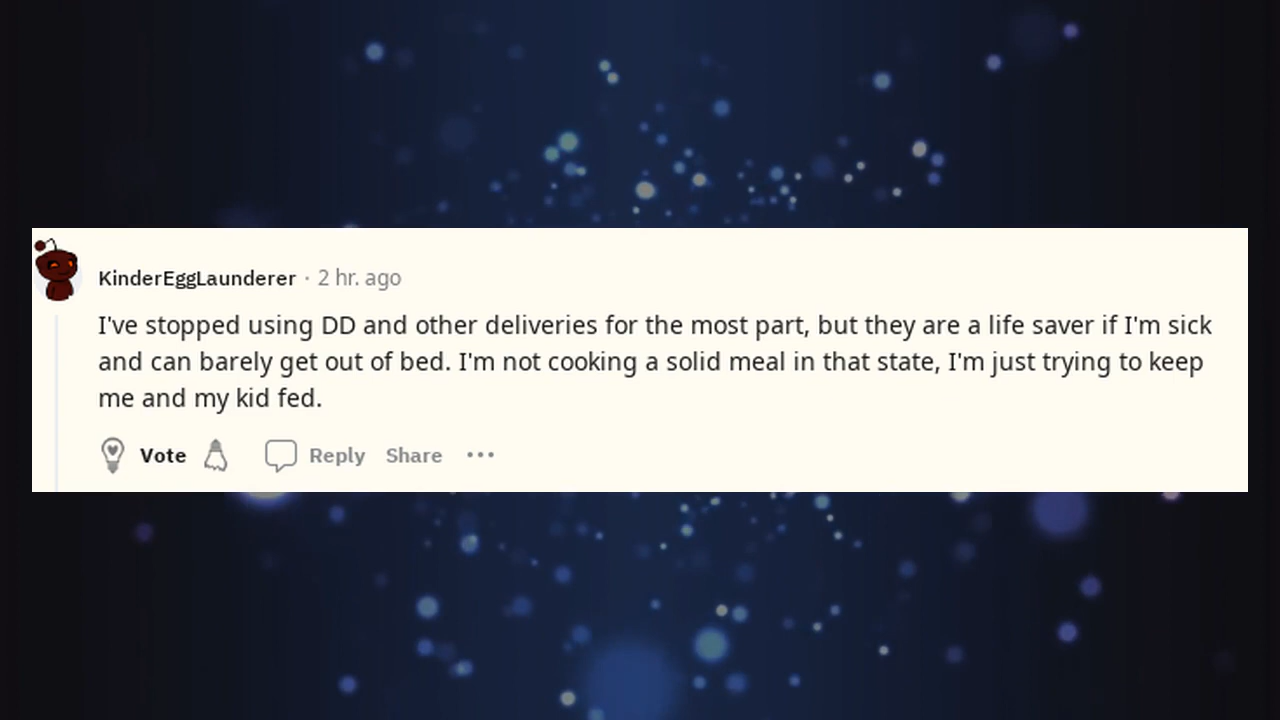 KinderEggLaunderer · 2 hr. ago
I've stopped using DD and other deliveries for the most part, but they are a life saver if I'm sick
and can barely get out of bed. I'm not cooking a solid meal in that state, I'm just trying to keep
me and my kid fed.
Vote Reply Share